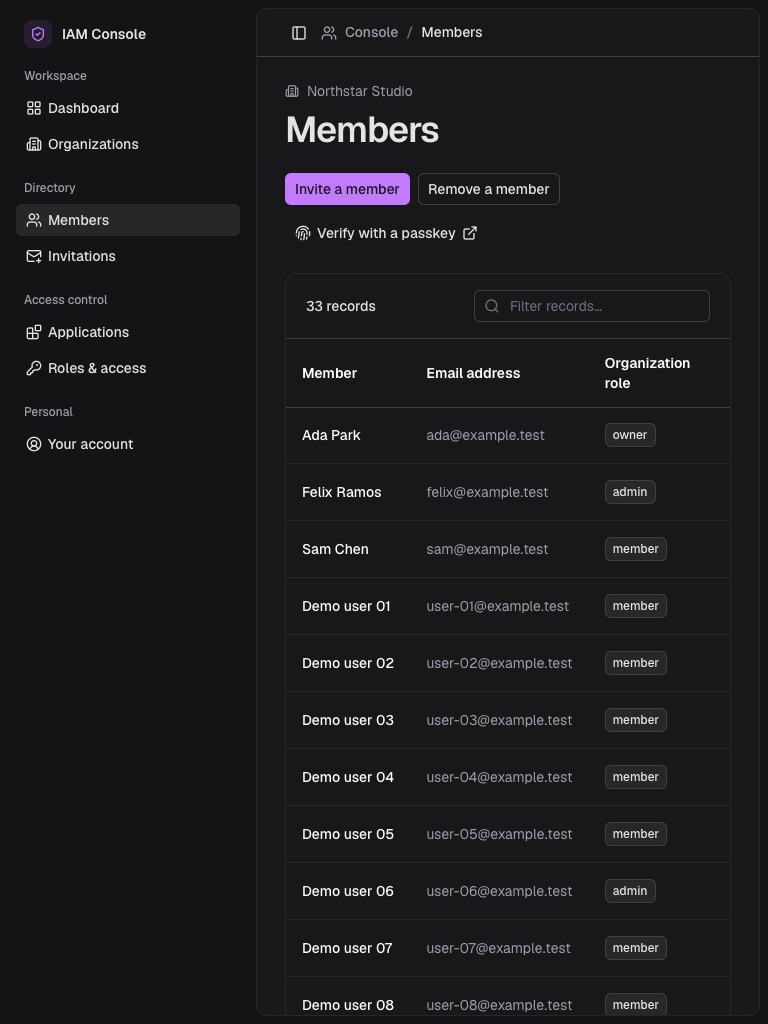 IAM Console
Workspace
Dashboard
Organizations
Directory
Members
Invitations
Access control
Applications
Roles & access
Personal
Your account
Console / Members
Northstar Studio
Members
Invite a member Remove a member
Verify with a passkey
33 records Filter records...
Member Email address Organization role
Ada Park ada@example.test owner
Felix Ramos felix@example.test admin
Sam Chen sam@example.test member
Demo user 01 user-01@example.test member
Demo user 02 user-02@example.test member
Demo user 03 user-03@example.test member
Demo user 04 user-04@example.test member
Demo user 05 user-05@example.test member
Demo user 06 user-06@example.test admin
Demo user 07 user-07@example.test member
Demo user 08 user-08@example.test member